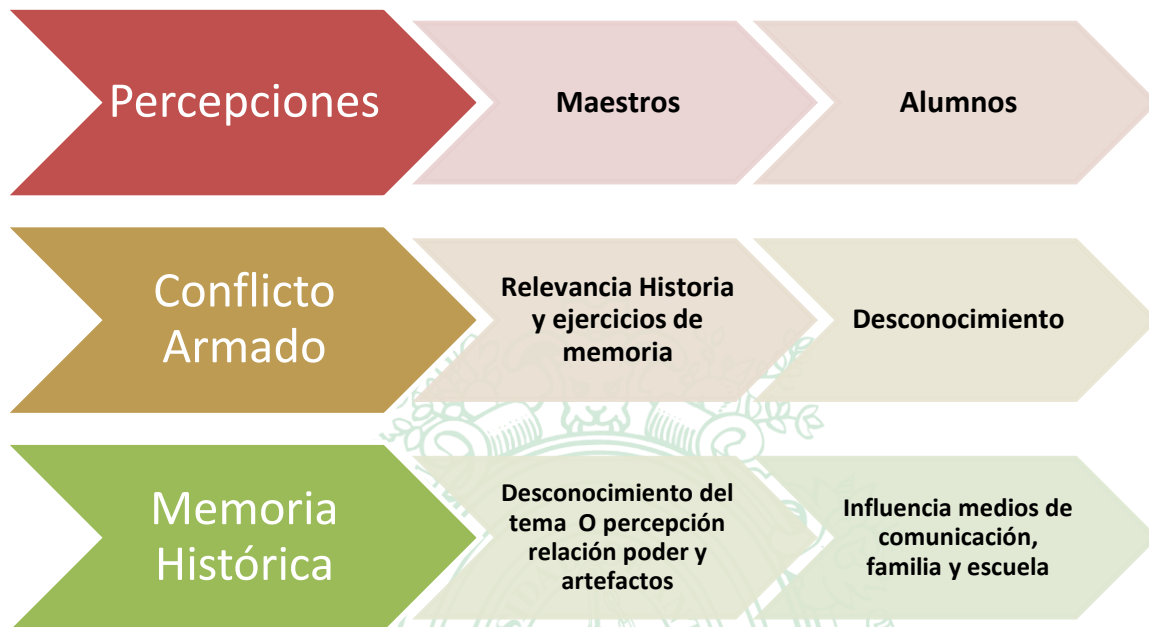 Percepciones
Maestros
Alumnos
Conflicto
Armado
Relevancia Historia
y ejercicios de
memoria
Desconocimiento
Memoria
Histórica
Desconocimiento del
tema O percepción
relación poder y
artefactos
Influencia medios de
comunicación,
familia y escuela